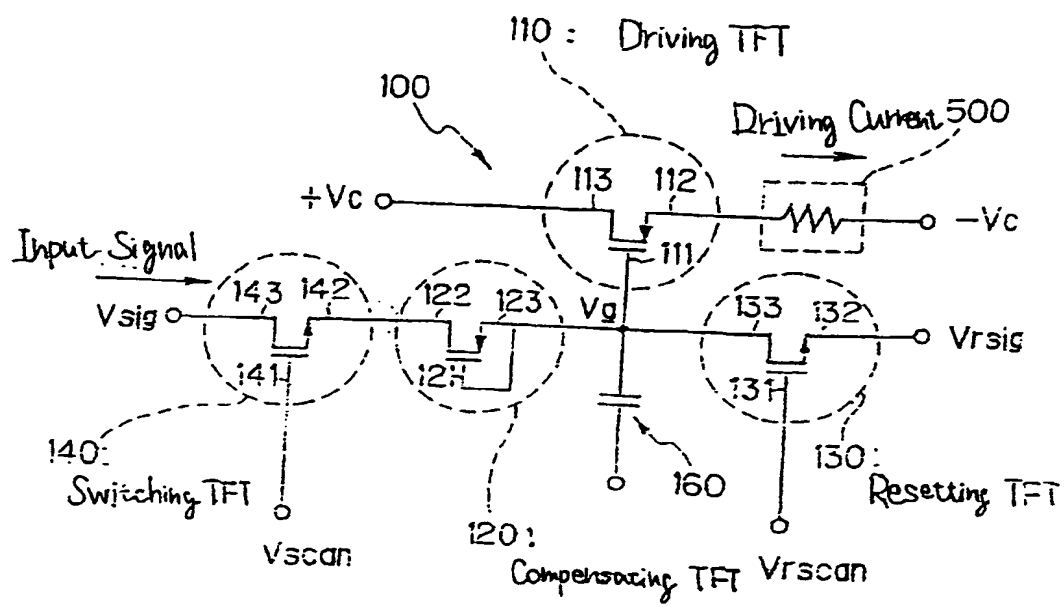 110 : Driving TFT
100
Driving Current 500
113 112
+Vc
-Vc
111
Input Signal
Vsig
143 142
122 123
Vg
133 132
Vrsig
141
121
131
140:
Switching TFT
160
130:
Resetting TFT
Vscan
120:
Compensating TFT
Vrscan